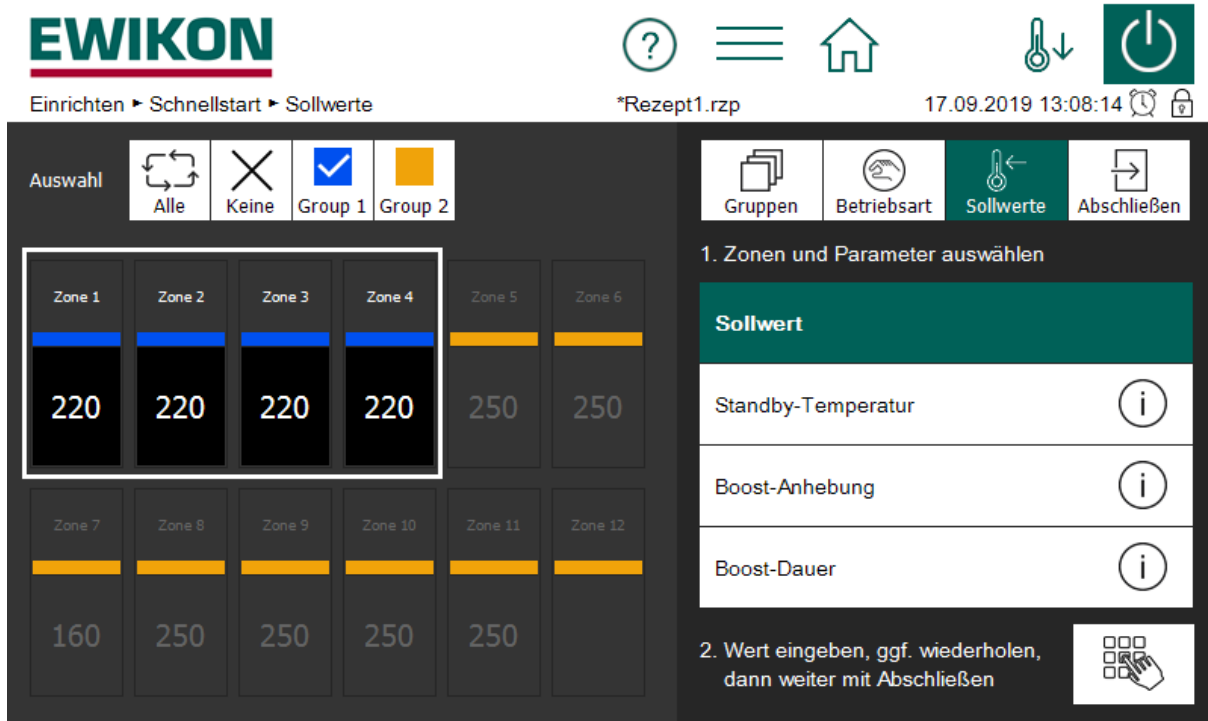 EWIKON
?
Einrichten ► Schnellstart ► Sollwerte
*Rezept1.rzp
17.09.2019 13:08:14
Auswahl
Alle
Keine
Group 1
Group 2
Gruppen
Betriebsart
Sollwerte
Abschließen
Zone 1 Zone 2 Zone 3 Zone 4 Zone 5 Zone 6
220 220 220 220 250 250
Zone 7 Zone 8 Zone 9 Zone 10 Zone 11 Zone 12
160 250 250 250 250
1. Zonen und Parameter auswählen
Sollwert
Standby-Temperatur i
Boost-Anhebung i
Boost-Dauer i
2. Wert eingeben, ggf. wiederholen,
dann weiter mit Abschließen